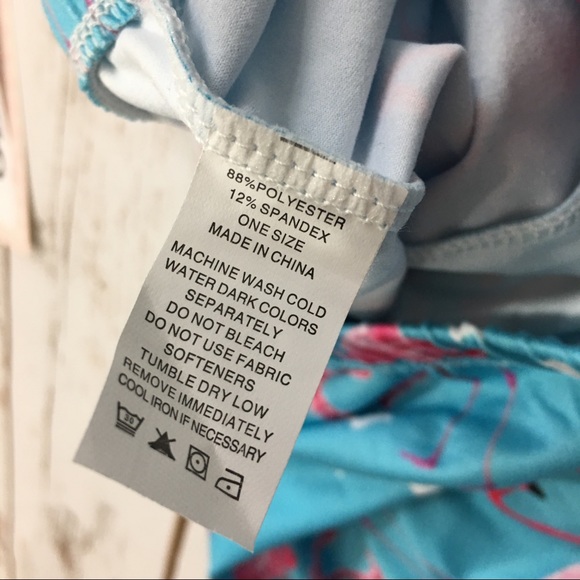 88%POLYESTER
12% SPANDEX
ONE SIZE
MADE IN CHINA
MACHINE WASH COLD
WATER DARK COLORS
SEPARATELY
DO NOT BLEACH
DO NOT USE FABRIC
SOFTENERS
TUMBLE DRY LOW
REMOVE IMMEDIATELY
COOL IRON IF NECESSARY
30